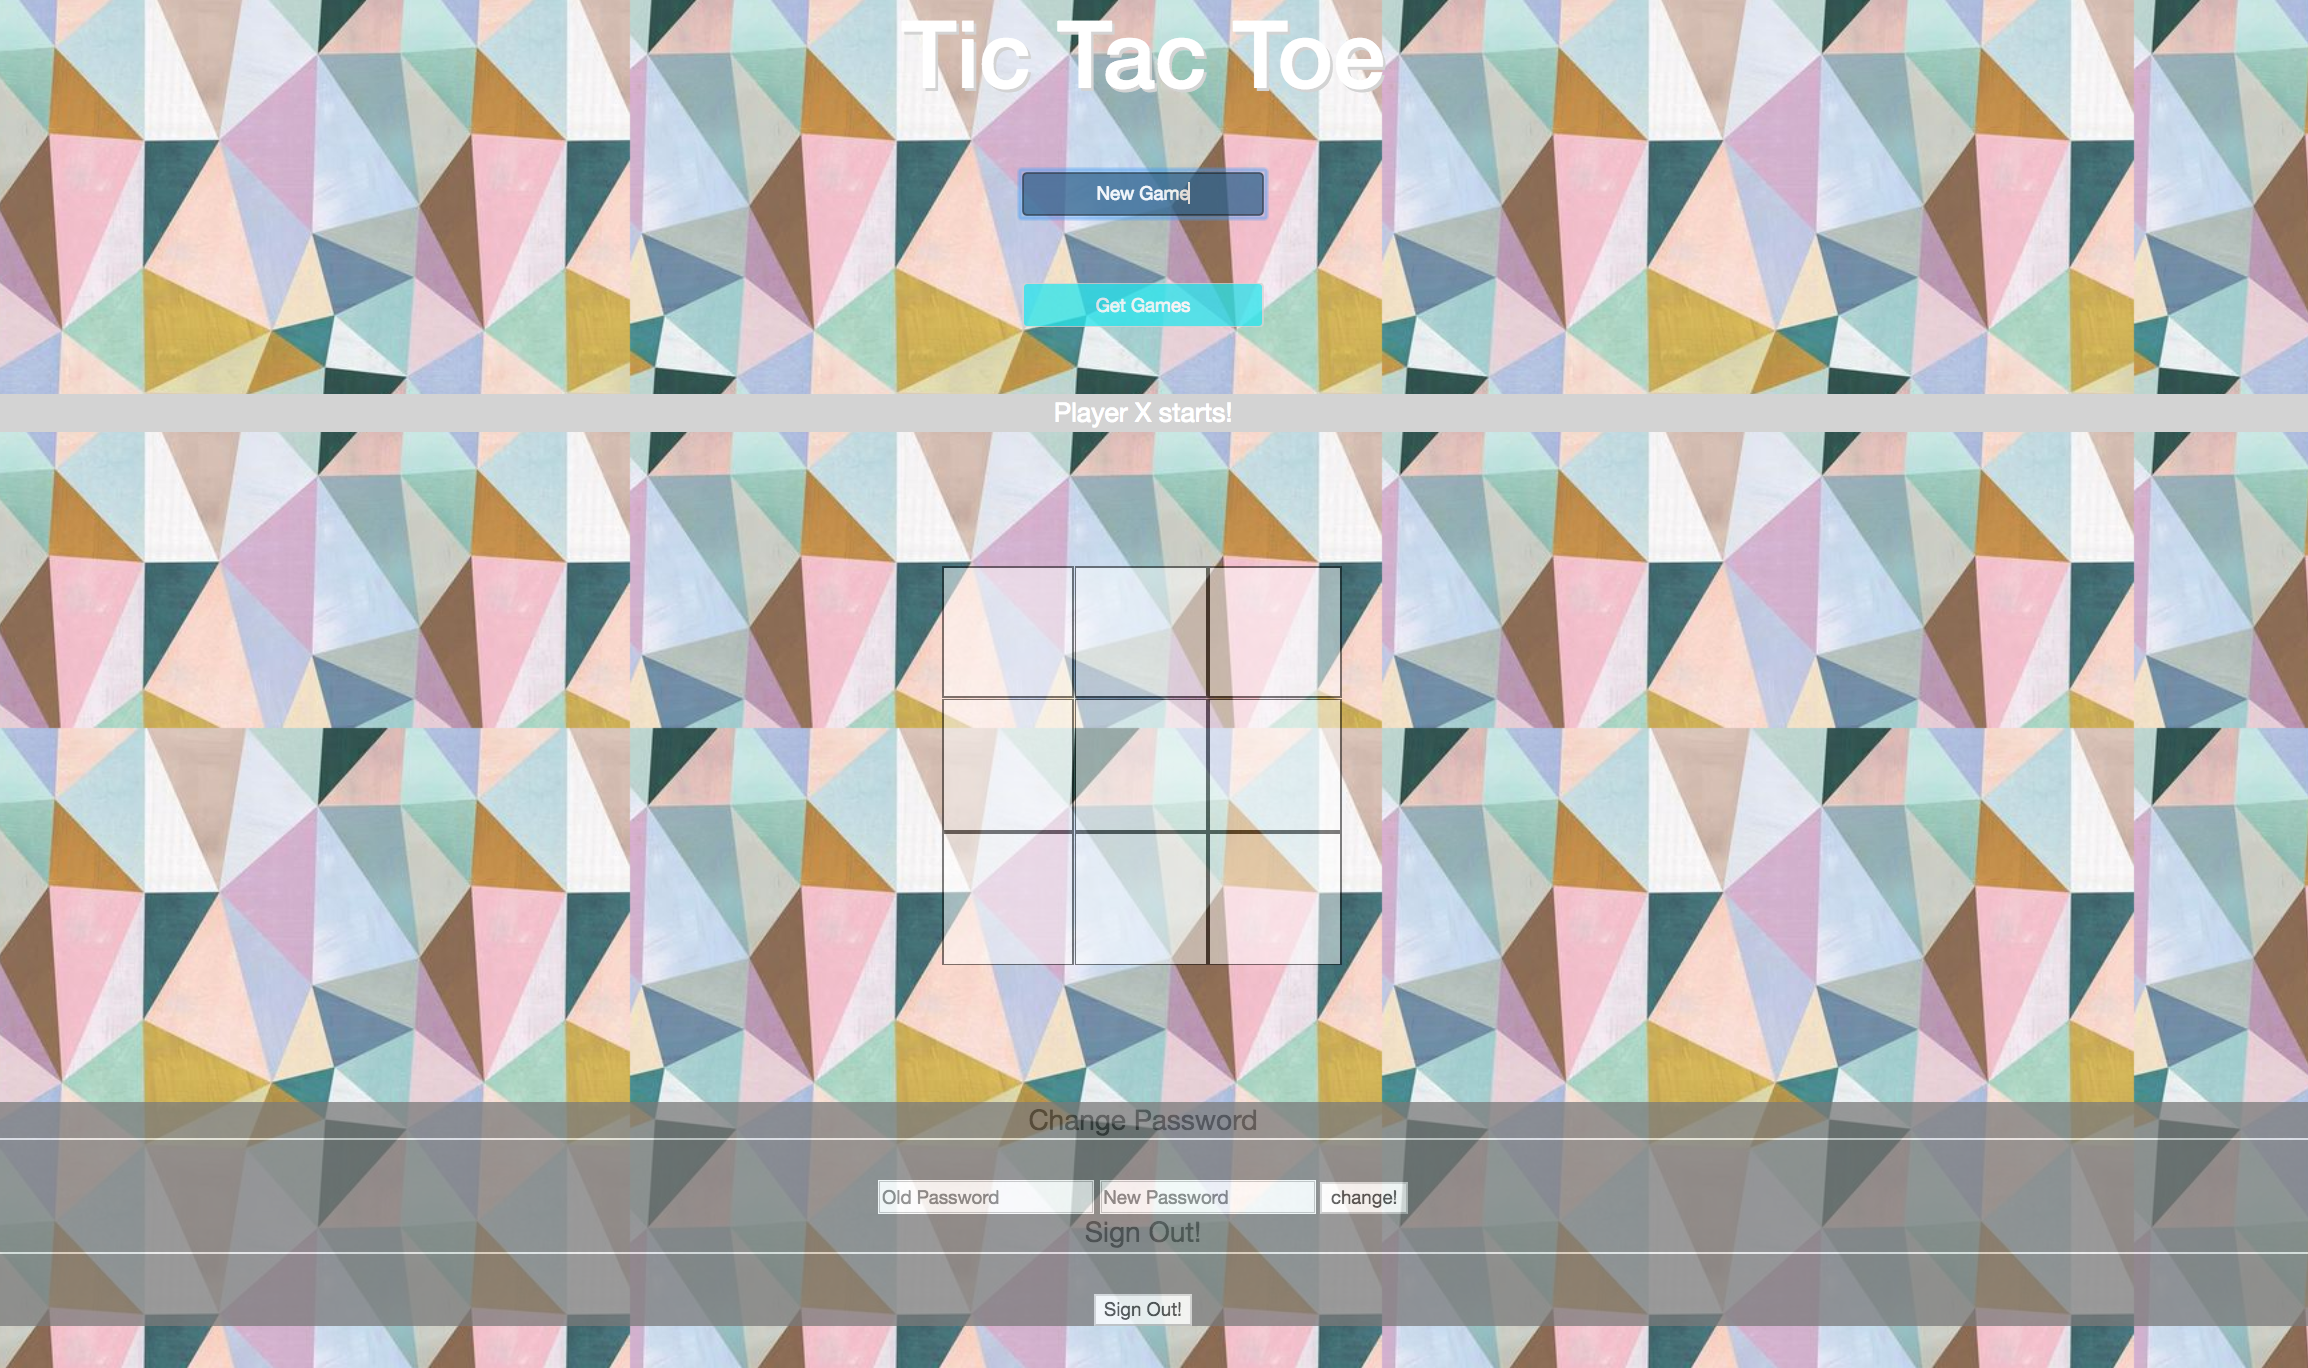 Tic Tac Toe
New Game
Get Games
Player X starts!
Change Password
Old Password New Password change!
Sign Out!
Sign Out!